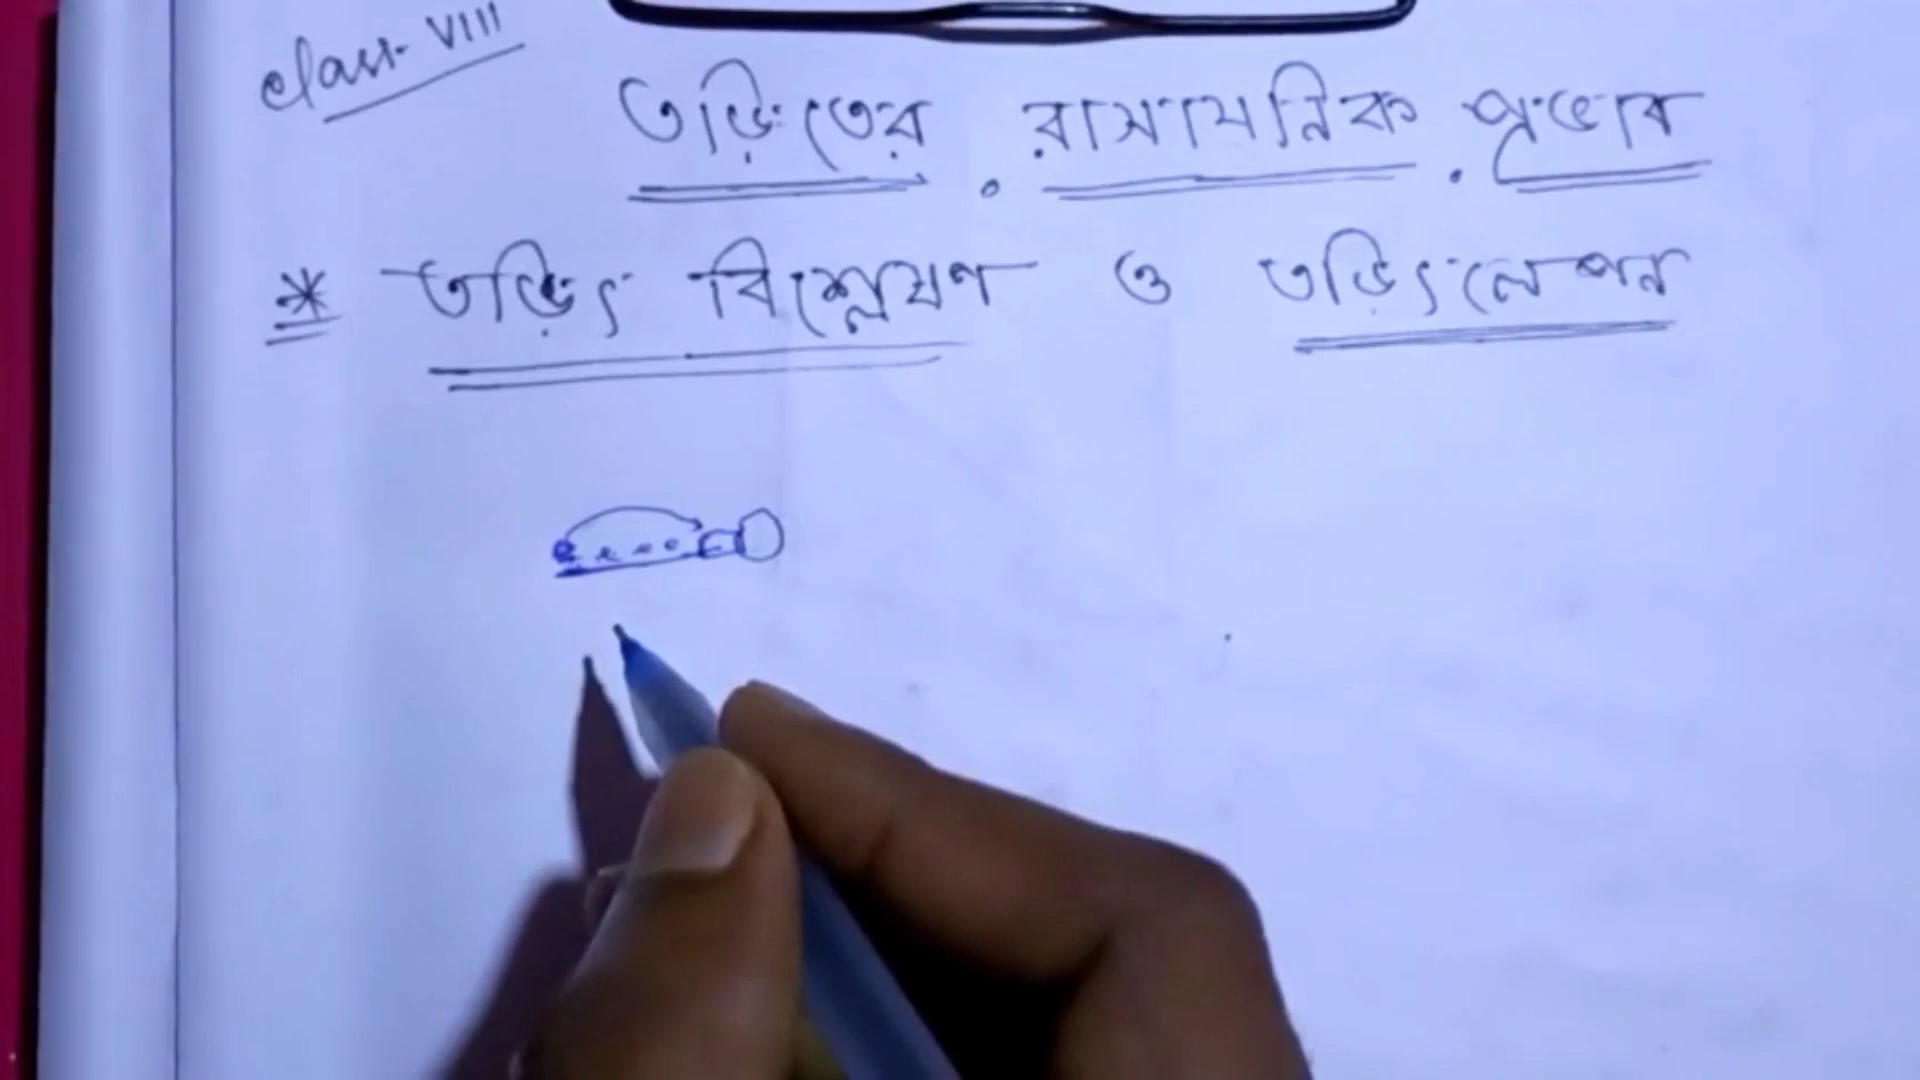 Class-VIII
তড়িতের রাসায়নিক প্রভাব
* তড়িৎ বিশ্লেষণ ও তড়িৎলেপন